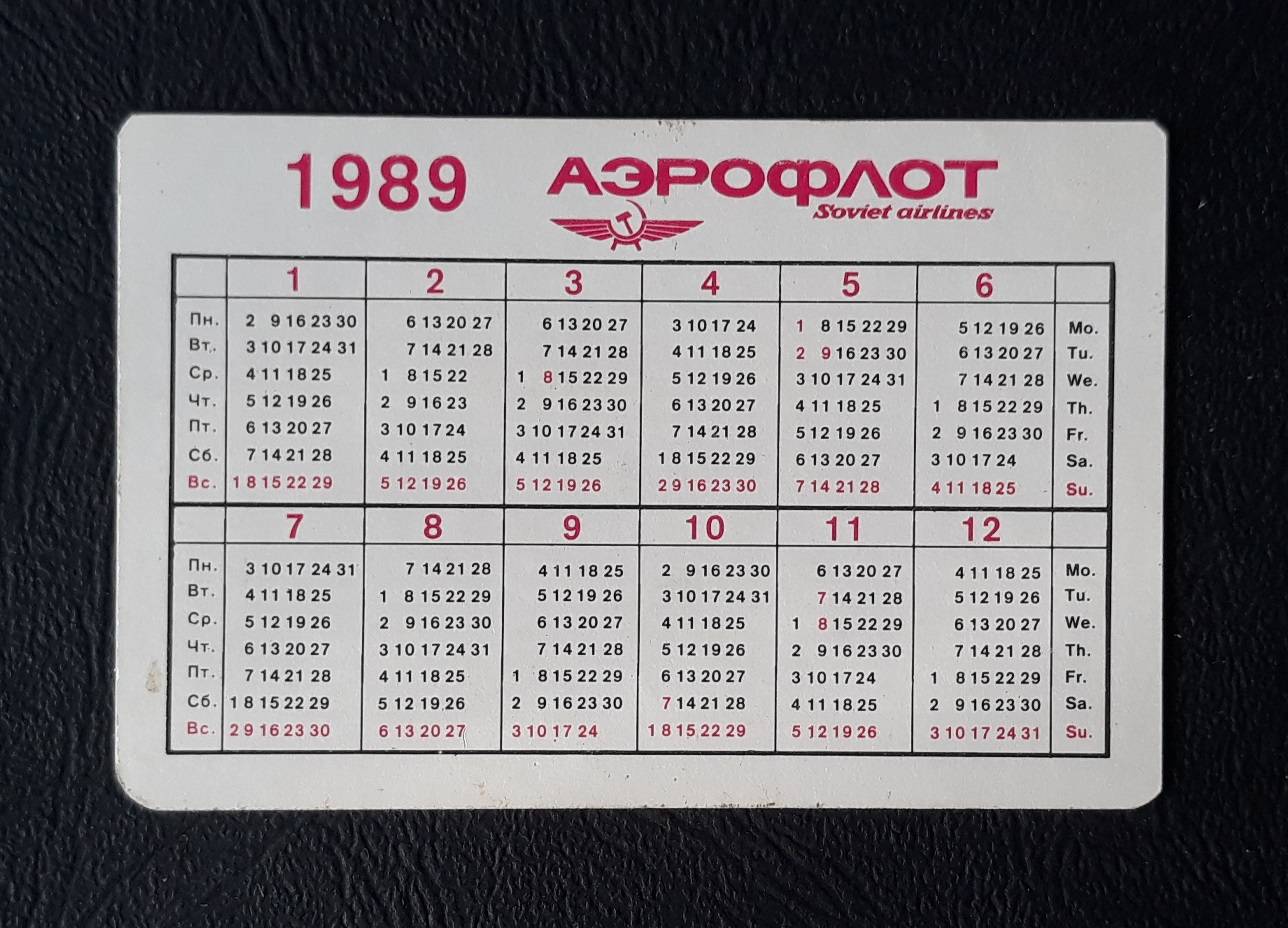 1989 АЭРОФЛОТ
Soviet airlines
1 2 3 4 5 6
Пн. 2 9 16 23 30 6 13 20 27 6 13 20 27 3 10 17 24 1 8 15 22 29 5 12 19 26 Mo.
Вт. 3 10 17 24 31 7 14 21 28 7 14 21 28 4 11 18 25 2 9 16 23 30 6 13 20 27 Tu.
Ср. 4 11 18 25 1 8 15 22 1 8 15 22 29 5 12 19 26 3 10 17 24 31 7 14 21 28 We.
Чт. 5 12 19 26 2 9 16 23 2 9 16 23 30 6 13 20 27 4 11 18 25 1 8 15 22 29 Th.
Пт. 6 13 20 27 3 10 17 24 3 10 17 24 31 7 14 21 28 5 12 19 26 2 9 16 23 30 Fr.
Сб. 7 14 21 28 4 11 18 25 4 11 18 25 1 8 15 22 29 6 13 20 27 3 10 17 24 Sa.
Вс. 1 8 15 22 29 5 12 19 26 5 12 19 26 2 9 16 23 30 7 14 21 28 4 11 18 25 Su.
7 8 9 10 11 12
Пн. 3 10 17 24 31 7 14 21 28 4 11 18 25 2 9 16 23 30 6 13 20 27 4 11 18 25 Mo.
Вт. 4 11 18 25 1 8 15 22 29 5 12 19 26 3 10 17 24 31 7 14 21 28 5 12 19 26 Tu.
Ср. 5 12 19 26 2 9 16 23 30 6 13 20 27 4 11 18 25 1 8 15 22 29 6 13 20 27 We.
Чт. 6 13 20 27 3 10 17 24 31 7 14 21 28 5 12 19 26 2 9 16 23 30 7 14 21 28 Th.
Пт. 7 14 21 28 4 11 18 25 1 8 15 22 29 6 13 20 27 3 10 17 24 1 8 15 22 29 Fr.
Сб. 1 8 15 22 29 5 12 19 26 2 9 16 23 30 7 14 21 28 4 11 18 25 2 9 16 23 30 Sa.
Вс. 2 9 16 23 30 6 13 20 27 3 10 17 24 1 8 15 22 29 5 12 19 26 3 10 17 24 31 Su.